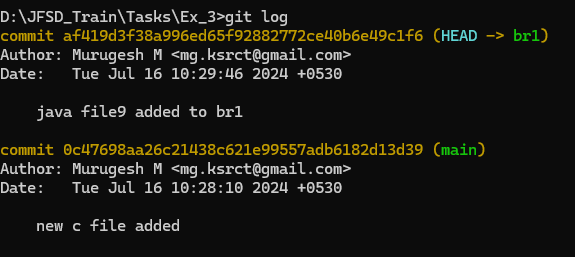 D:\JFSD_Train\Tasks\Ex_3>git log
commit af419d3f38a996ed65f92882772ce40b6e49c1f6 (HEAD -> br1)
Author: Murugesh M <mg.ksrct@gmail.com>
Date:   Tue Jul 16 10:29:46 2024 +0530
java file9 added to br1
commit 0c47698aa26c21438c621e99557adb6182d13d39 (main)
Author: Murugesh M <mg.ksrct@gmail.com>
Date:   Tue Jul 16 10:28:10 2024 +0530
new c file added